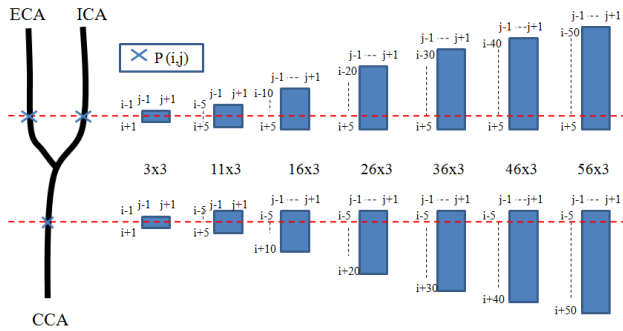 ECA ICA
P(i,j)
i-1 j-1 j+1 i+1
i-5 j-1 j+1 i+5
i-10 j-1 --- j+1 i+5
i-20 j-1 --- j+1 i+5
i-30 j-1 --- j+1 i+5
i-40 j-1 --- j+1 i+5
i-50 j-1 --- j+1 i+5
3x3 11x3 16x3 26x3 36x3 46x3 56x3
i-1 j-1 j+1 i+1
i-5 j-1 j+1 i+5
i-5 j-1 --- j+1 i+10
i-5 j-1 --- j+1 i+20
i-5 j-1 --- j+1 i+30
i-5 j-1 --- j+1 i+40
i-5 j-1 --- j+1 i+50
CCA